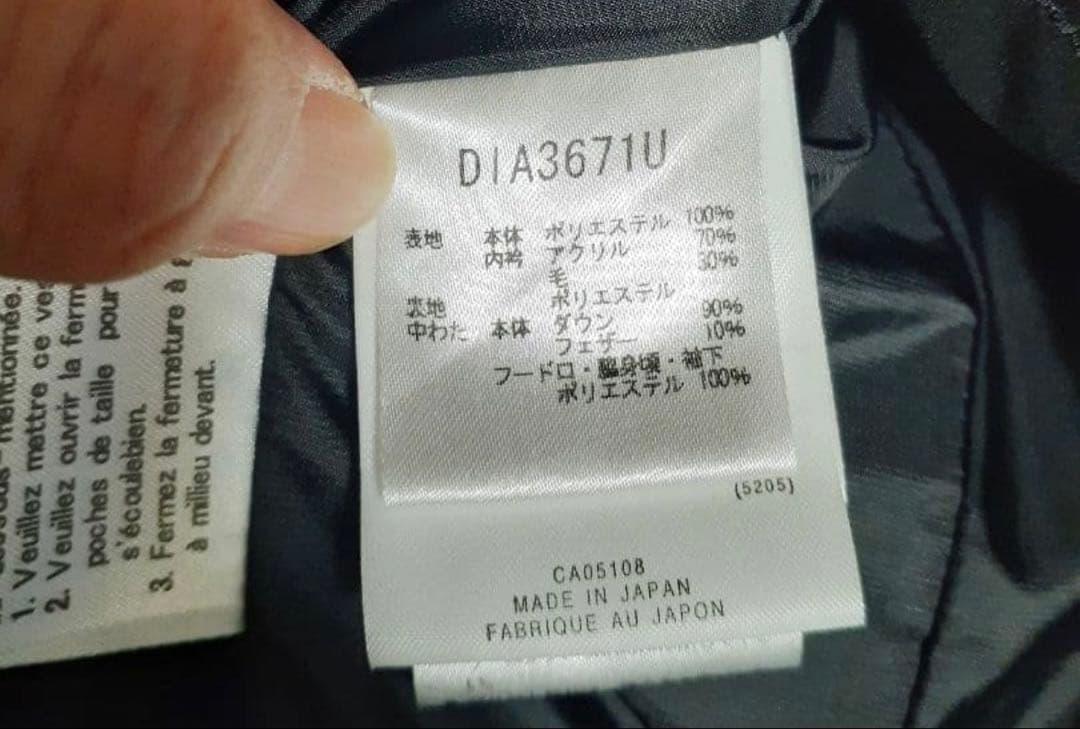 DIA3671U
表地 本体 ポリエステル 100%
内衿 アクリル 70%
毛 30%
裏地 ポリエステル
中わた 本体 ダウン 90%
フェザー 10%
フード口・脇身頃・袖下
ポリエステル 100%
(5205)
CA05108
MADE IN JAPAN
FABRIQUÉ AU JAPON
mentionnée.
1. Veuillez mettre ce
2. Veuillez ouvrir la
poches de taille pour
s'écoulebien.
3. Fermez la fermeture à
à milieu devant.